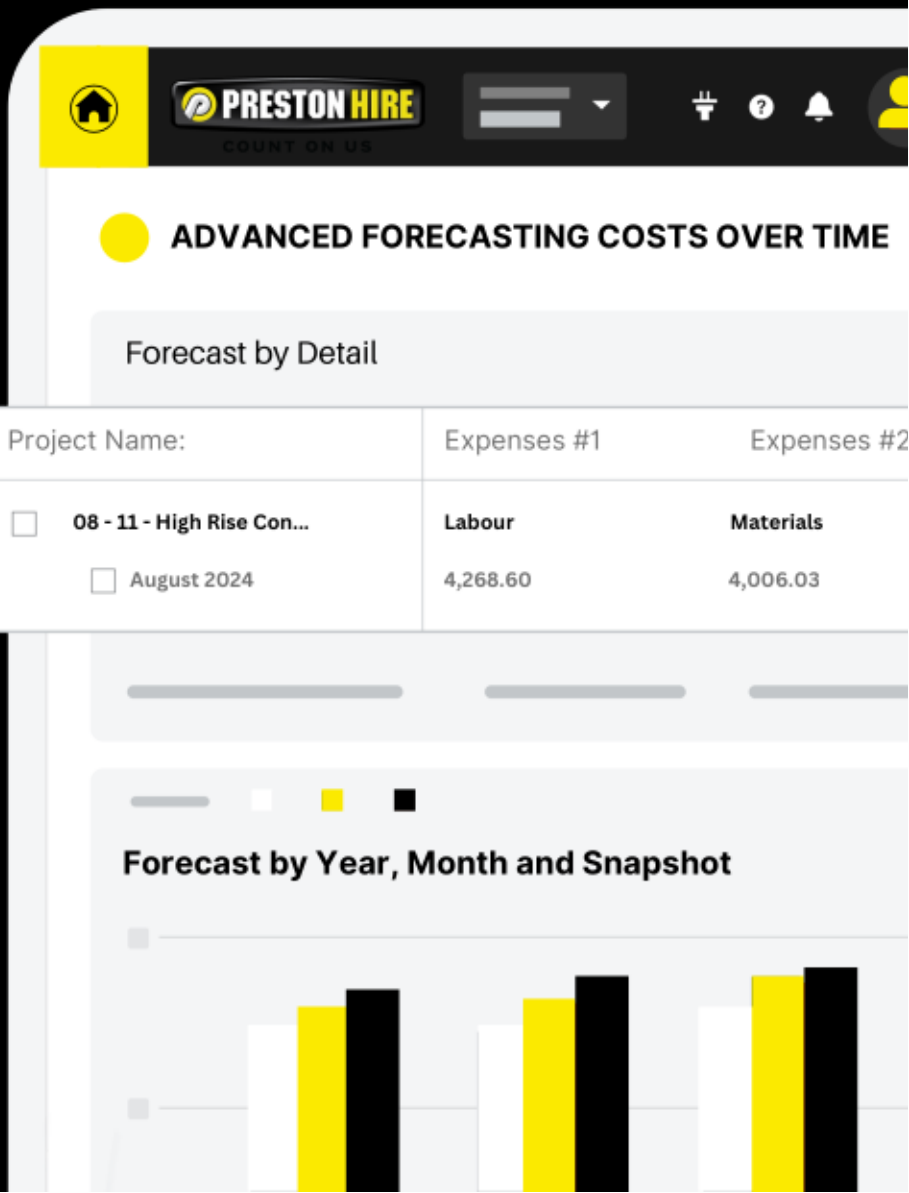 PRESTON HIRE
COUNT ON US
ADVANCED FORECASTING COSTS OVER TIME
Forecast by Detail
Project Name: Expenses #1 Expenses #2
08 - 11 - High Rise Con... Labour Materials
August 2024 4,268.60 4,006.03
Forecast by Year, Month and Snapshot